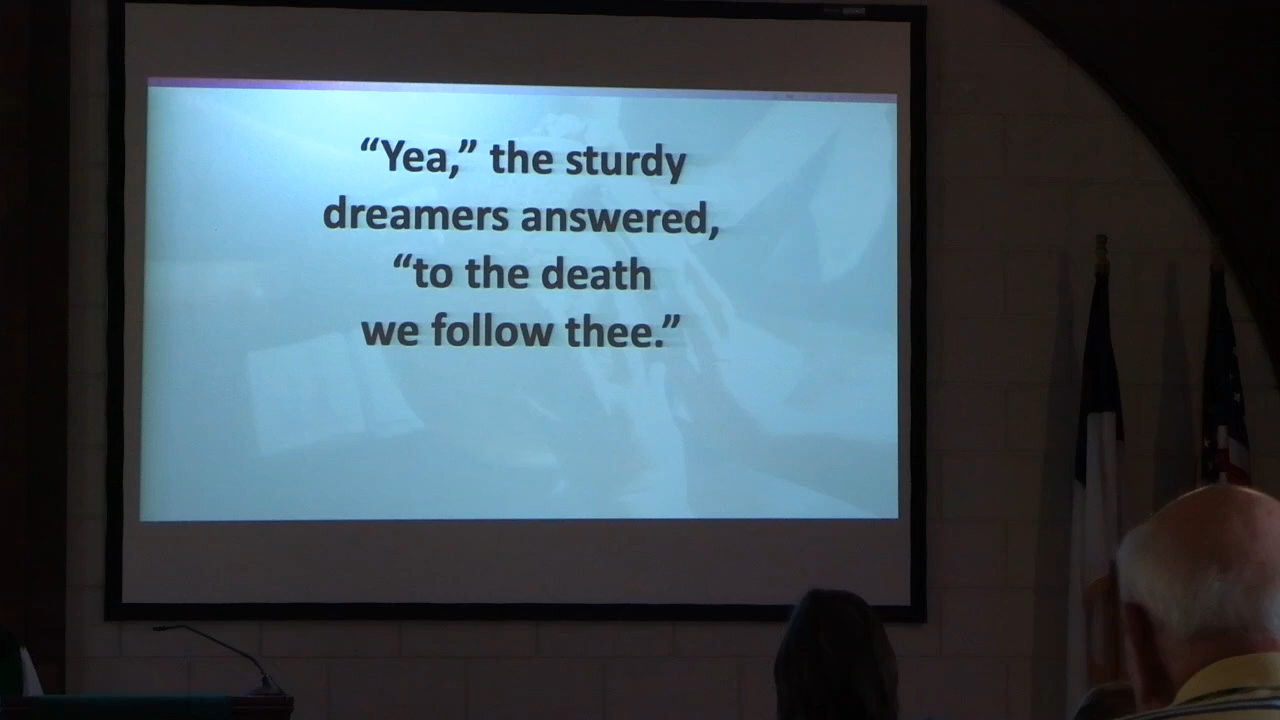 “Yea,” the sturdy
dreamers answered,
“to the death
we follow thee.”